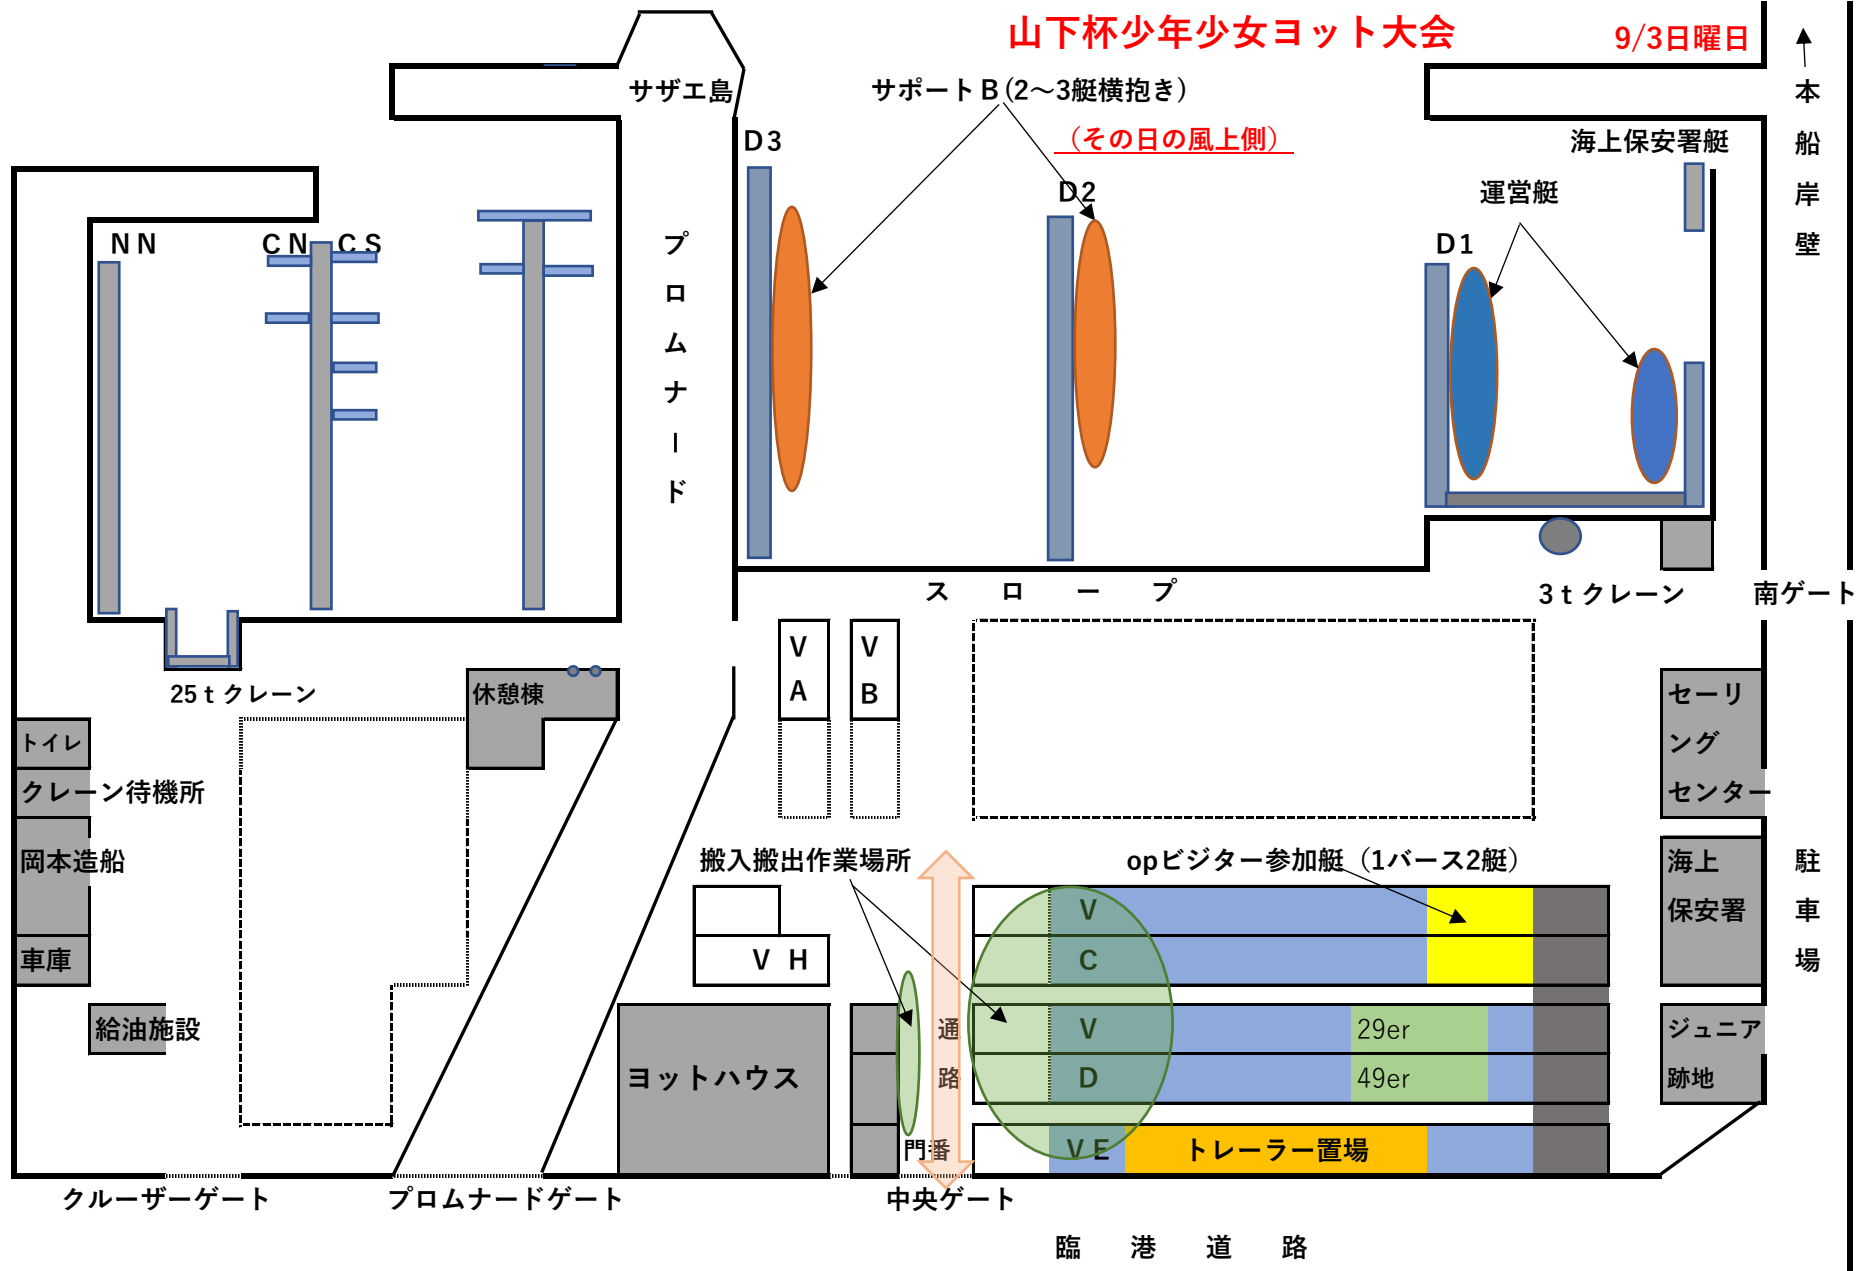 山下杯少年少女ヨット大会
9/3日曜日
サザエ島
サポートB(2～3艇横抱き)
（その日の風上側）
本船岸壁
D3
D2
海上保安署艇
運営艇
D1
NN
CN
CS
プロムナード
スロープ
3ｔクレーン
南ゲート
25ｔクレーン
休憩棟
VA
VB
セーリ
ング
センター
トイレ
クレーン待機所
岡本造船
車庫
給油施設
搬入搬出作業場所
opビジター参加艇（1バース2艇）
海上
保安署
駐車場
V
C
V H
通路
V
D
29er
49er
ジュニア
跡地
ヨットハウス
門番
VE
トレーラー置場
クルーザーゲート
プロムナードゲート
中央ゲート
臨港道路